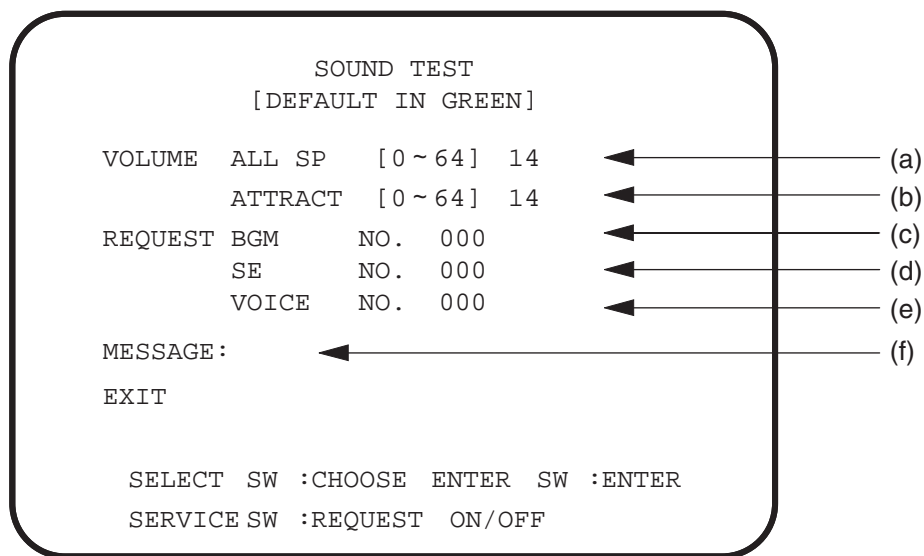 SOUND TEST
[DEFAULT IN GREEN]
VOLUME ALL SP [0~64] 14 (a)
ATTRACT [0~64] 14 (b)
REQUEST BGM NO. 000 (c)
SE NO. 000 (d)
VOICE NO. 000 (e)
MESSAGE: (f)
EXIT
SELECT SW :CHOOSE ENTER SW :ENTER
SERVICE SW :REQUEST ON/OFF